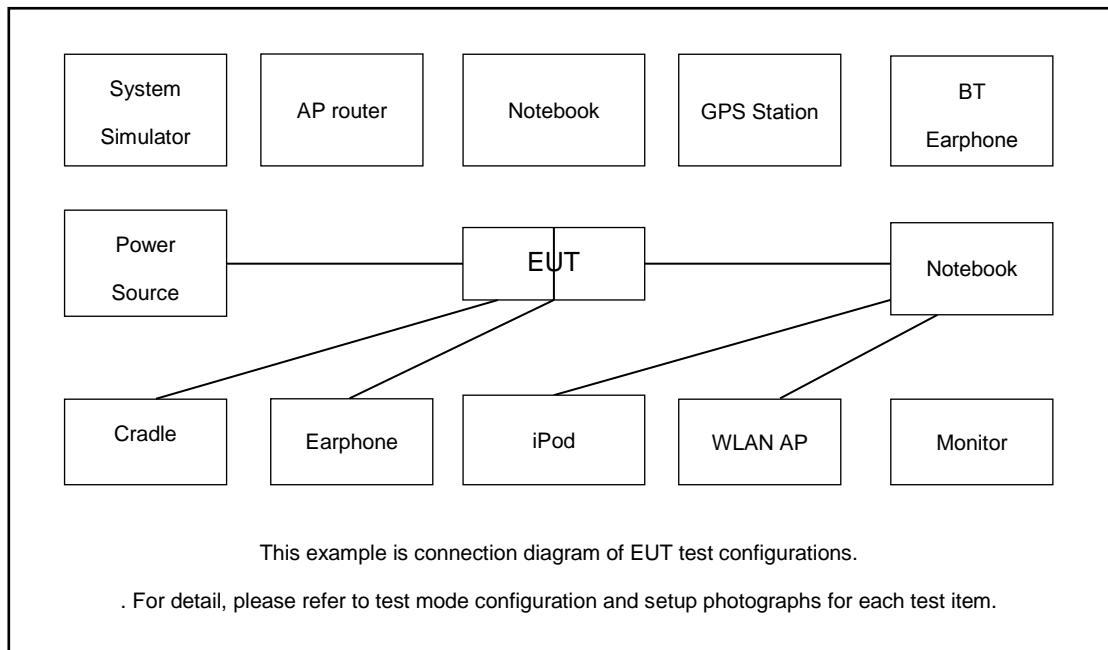 System
Simulator
AP router
Notebook
GPS Station
BT
Earphone
Power
Source
EUT
Notebook
Cradle
Earphone
iPod
WLAN AP
Monitor
This example is connection diagram of EUT test configurations.
. For detail, please refer to test mode configuration and setup photographs for each test item.